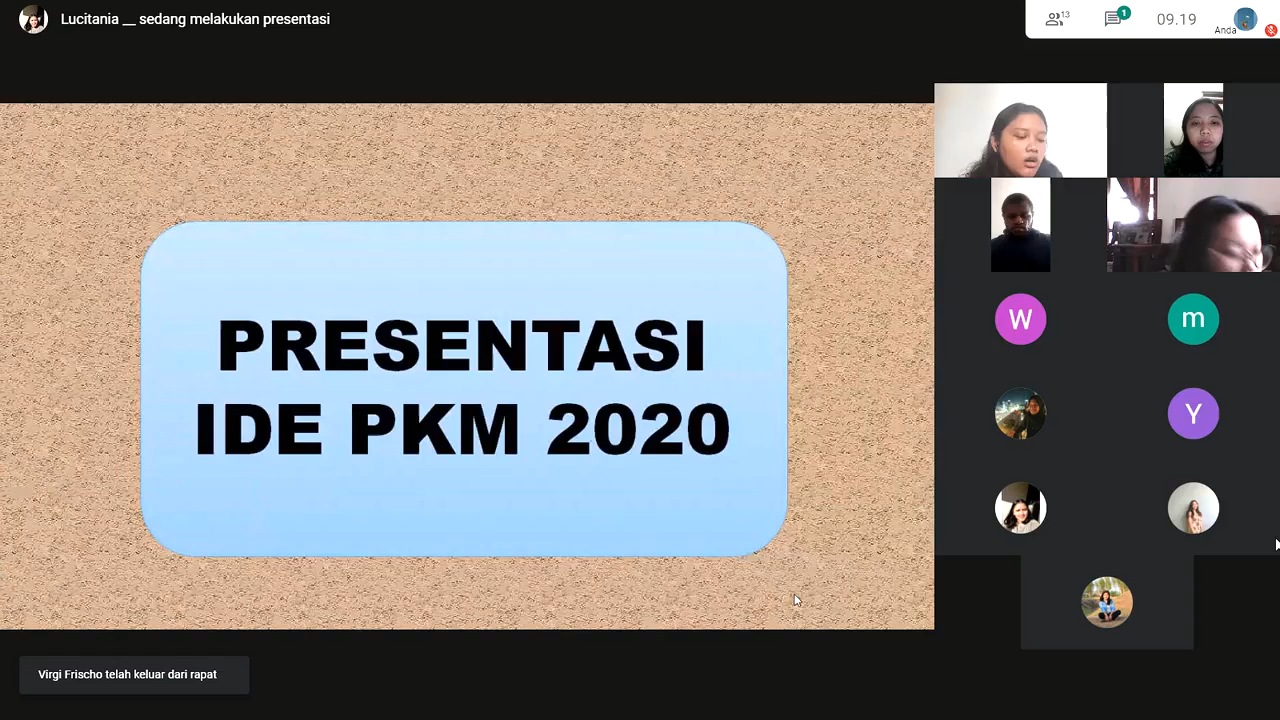 Lucitania __ sedang melakukan presentasi
13
1
09.19
Anda
PRESENTASI
IDE PKM 2020
W
m
Y
Virgi Frischo telah keluar dari rapat